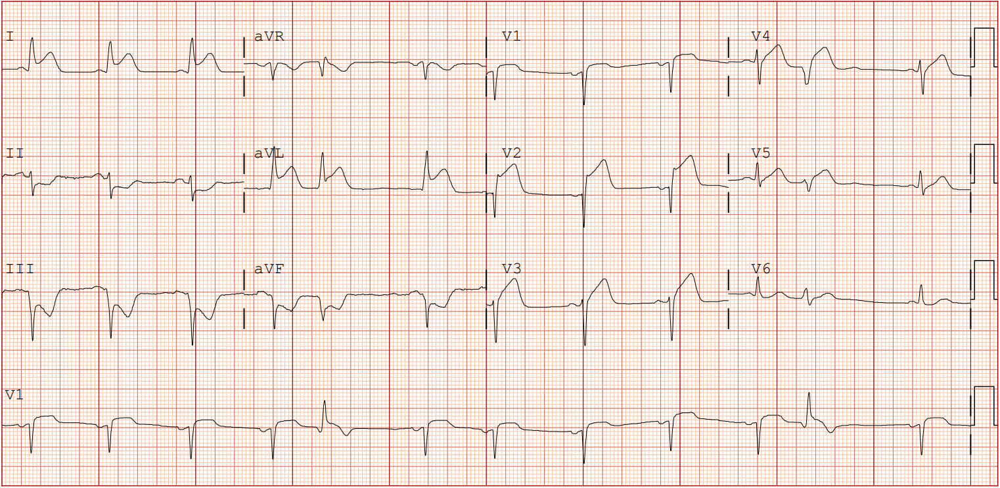 I aVR V1 V4
II aVL V2 V5
III aVF V3 V6
V1